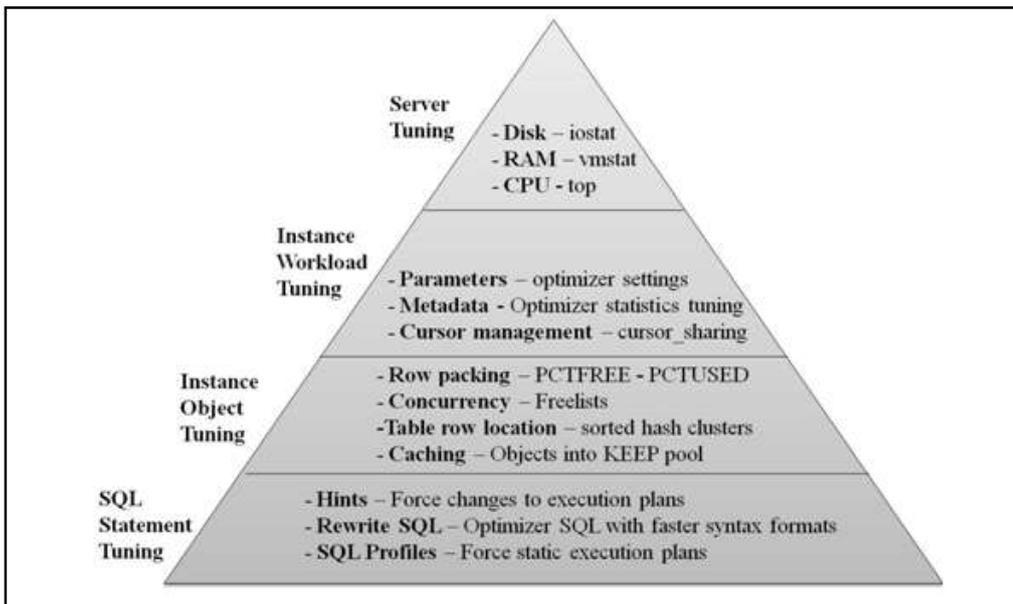 Server
Tuning
- Disk – iostat
- RAM – vmstat
- CPU - top
Instance
Workload
Tuning
- Parameters – optimizer settings
- Metadata - Optimizer statistics tuning
- Cursor management – cursor_sharing
Instance
Object
Tuning
- Row packing – PCTFREE - PCTUSED
- Concurrency – Freelists
-Table row location – sorted hash clusters
- Caching – Objects into KEEP pool
SQL
Statement
Tuning
- Hints – Force changes to execution plans
- Rewrite SQL – Optimizer SQL with faster syntax formats
- SQL Profiles – Force static execution plans